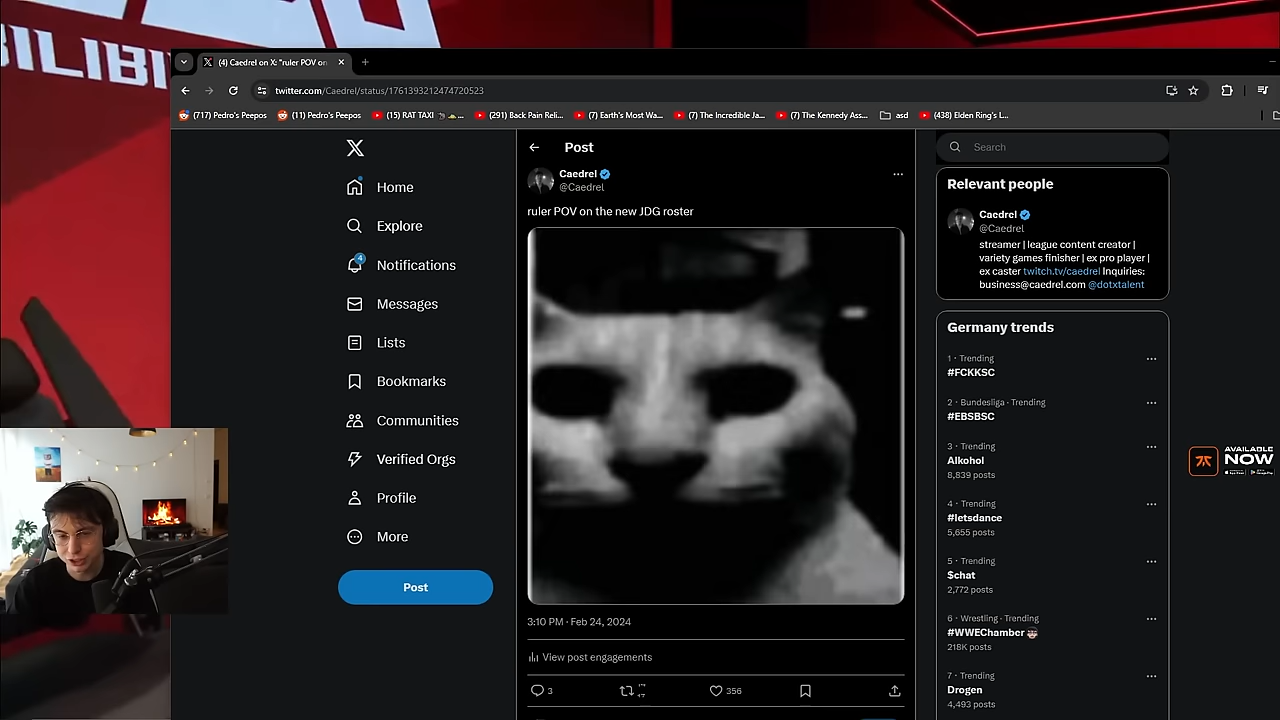 BILIBI
(4) Caedrel on X: "ruler POV on
twitter.com/Caedrel/status/1761393212474720523
(717) Pedro's Peepos
(11) Pedro's Peepos
(15) RAT TAXI
(291) Back Pain Reli...
(7) Earth's Most Wa...
(7) The Incredible Ja...
(7) The Kennedy Ass...
asd
(438) Elden Ring's L...
Home
Explore
4
Notifications
Messages
Lists
Bookmarks
Communities
Verified Orgs
Profile
More
Post
Post
Caedrel
@Caedrel
ruler POV on the new JDG roster
3:10 PM · Feb 24, 2024
View post engagements
3
17
356
Search
Relevant people
Caedrel
@Caedrel
streamer | league content creator |
variety games finisher | ex pro player |
ex caster twitch.tv/caedrel Inquiries:
business@caedrel.com @dotxtalent
Germany trends
1 · Trending
#FCKKSC
2 · Bundesliga · Trending
#EBSBSC
3 · Trending
Alkohol
8,839 posts
4 · Trending
#letsdance
5,655 posts
5 · Trending
$chat
2,772 posts
6 · Wrestling · Trending
#WWEChamber
218K posts
7 · Trending
Drogen
4,493 posts
AVAILABLE
NOW